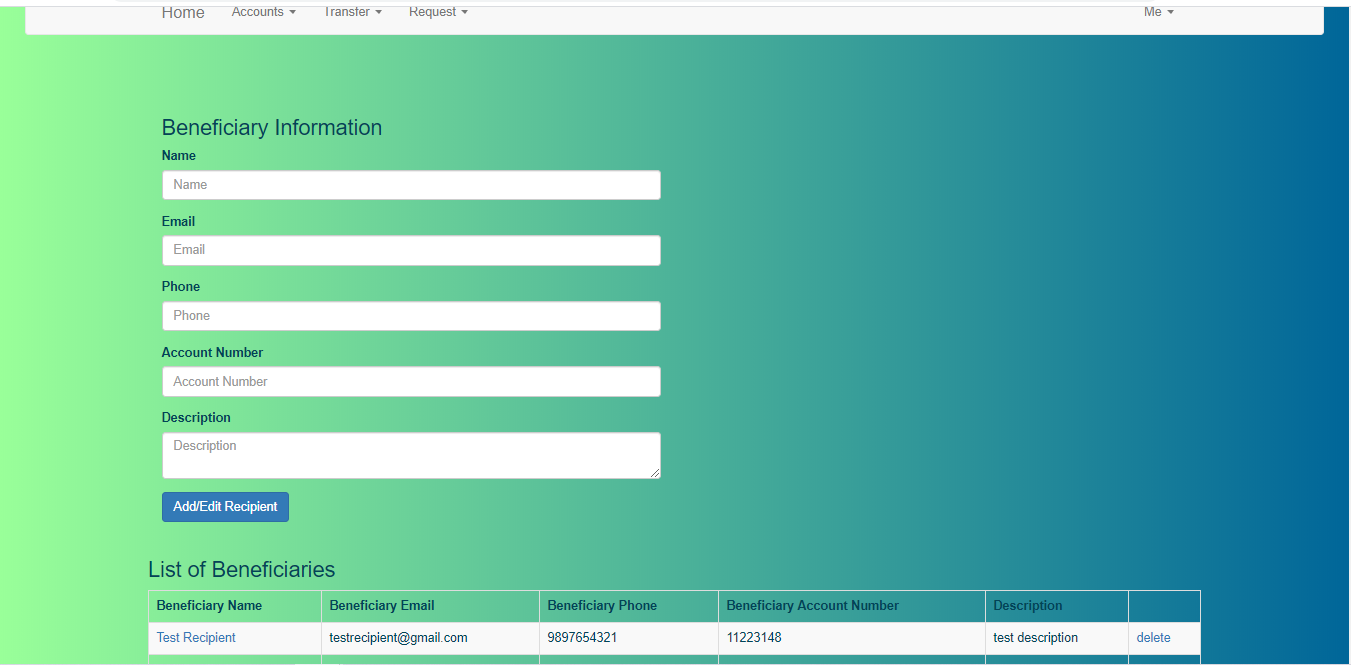 Home Accounts Transfer Request Me
Beneficiary Information
Name
Name
Email
Email
Phone
Phone
Account Number
Account Number
Description
Description
Add/Edit Recipient
List of Beneficiaries
Beneficiary Name Beneficiary Email Beneficiary Phone Beneficiary Account Number Description
Test Recipient testrecipient@gmail.com 9897654321 11223148 test description delete